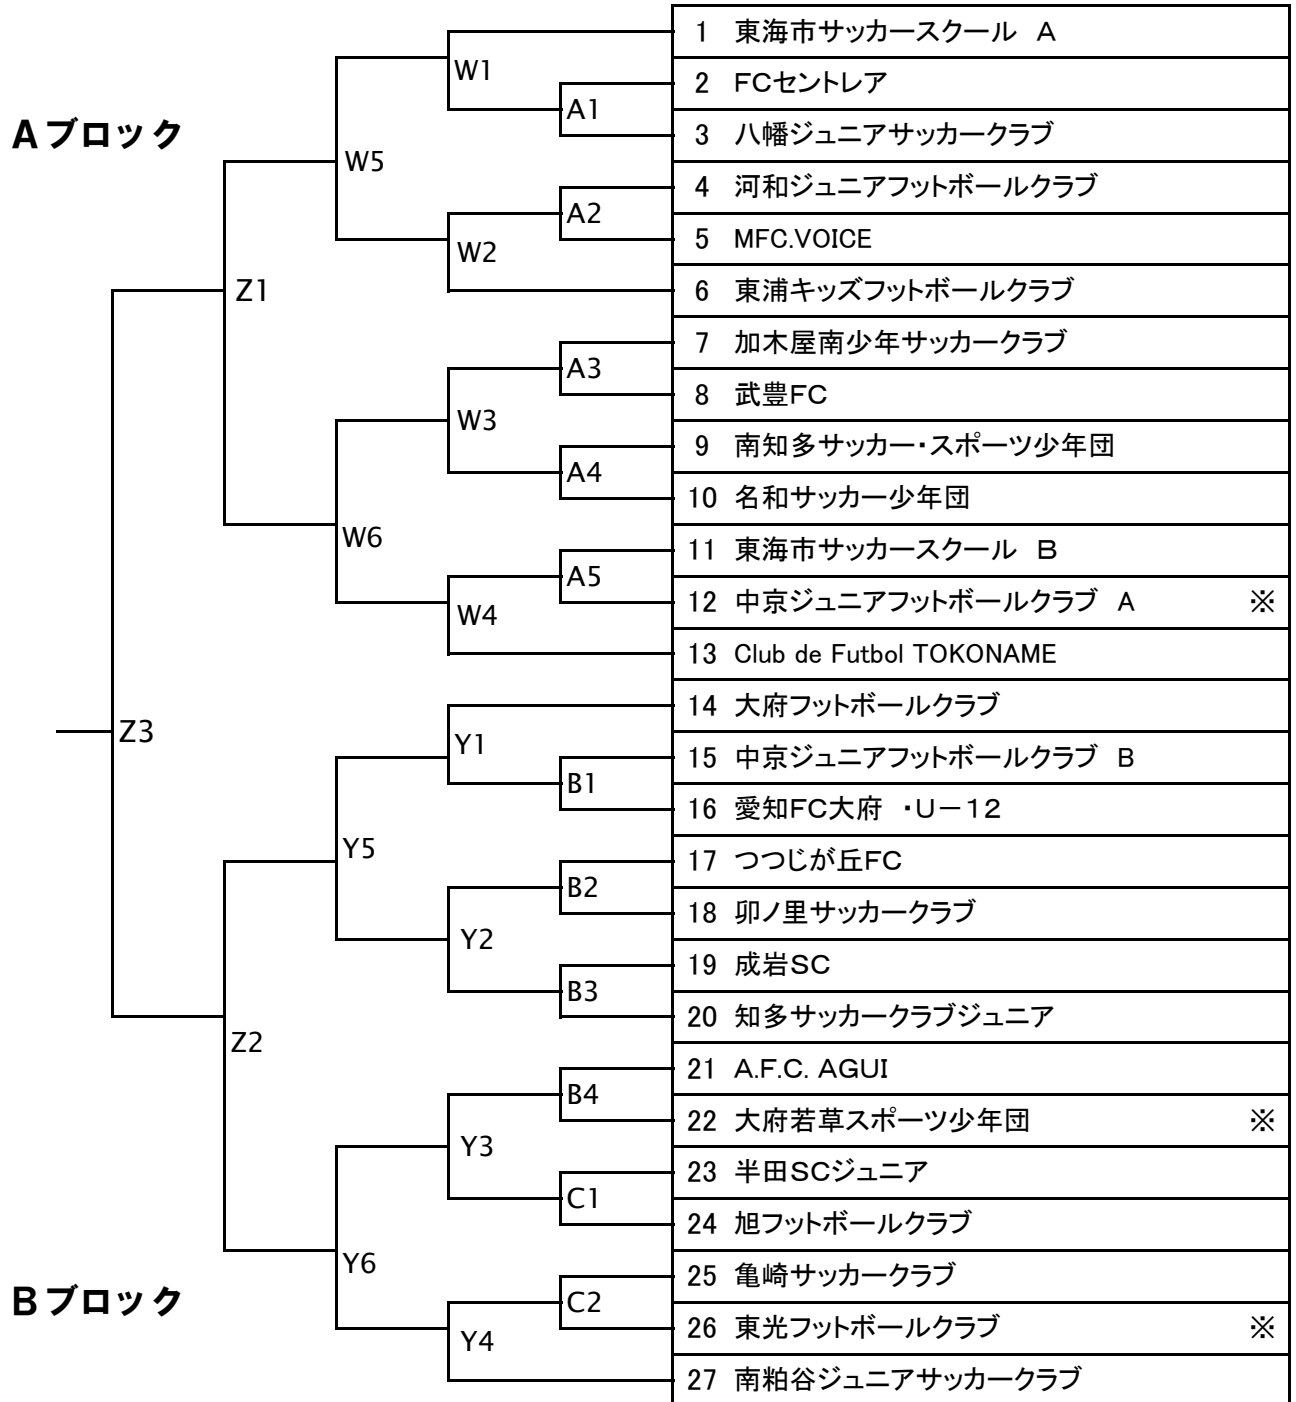 1 東海市サッカースクール A
W1
2 FCセントレア
A1
Aブロック
3 八幡ジュニアサッカークラブ
W5
4 河和ジュニアフットボールクラブ
A2
5 MFC.VOICE
W2
6 東浦キッズフットボールクラブ
Z1
7 加木屋南少年サッカークラブ
A3
8 武豊FC
W3
9 南知多サッカー・スポーツ少年団
A4
10 名和サッカー少年団
W6
11 東海市サッカースクール B
A5
12 中京ジュニアフットボールクラブ A ※
W4
13 Club de Futbol TOKONAME
14 大府フットボールクラブ
Z3
Y1
15 中京ジュニアフットボールクラブ B
B1
16 愛知FC大府 ・U-12
Y5
17 つつじが丘FC
B2
18 卯ノ里サッカークラブ
Y2
19 成岩SC
B3
20 知多サッカークラブジュニア
Z2
21 A.F.C. AGUI
B4
22 大府若草スポーツ少年団 ※
Y3
23 半田SCジュニア
C1
24 旭フットボールクラブ
Y6
25 亀崎サッカークラブ
Bブロック
C2
26 東光フットボールクラブ ※
Y4
27 南粕谷ジュニアサッカークラブ